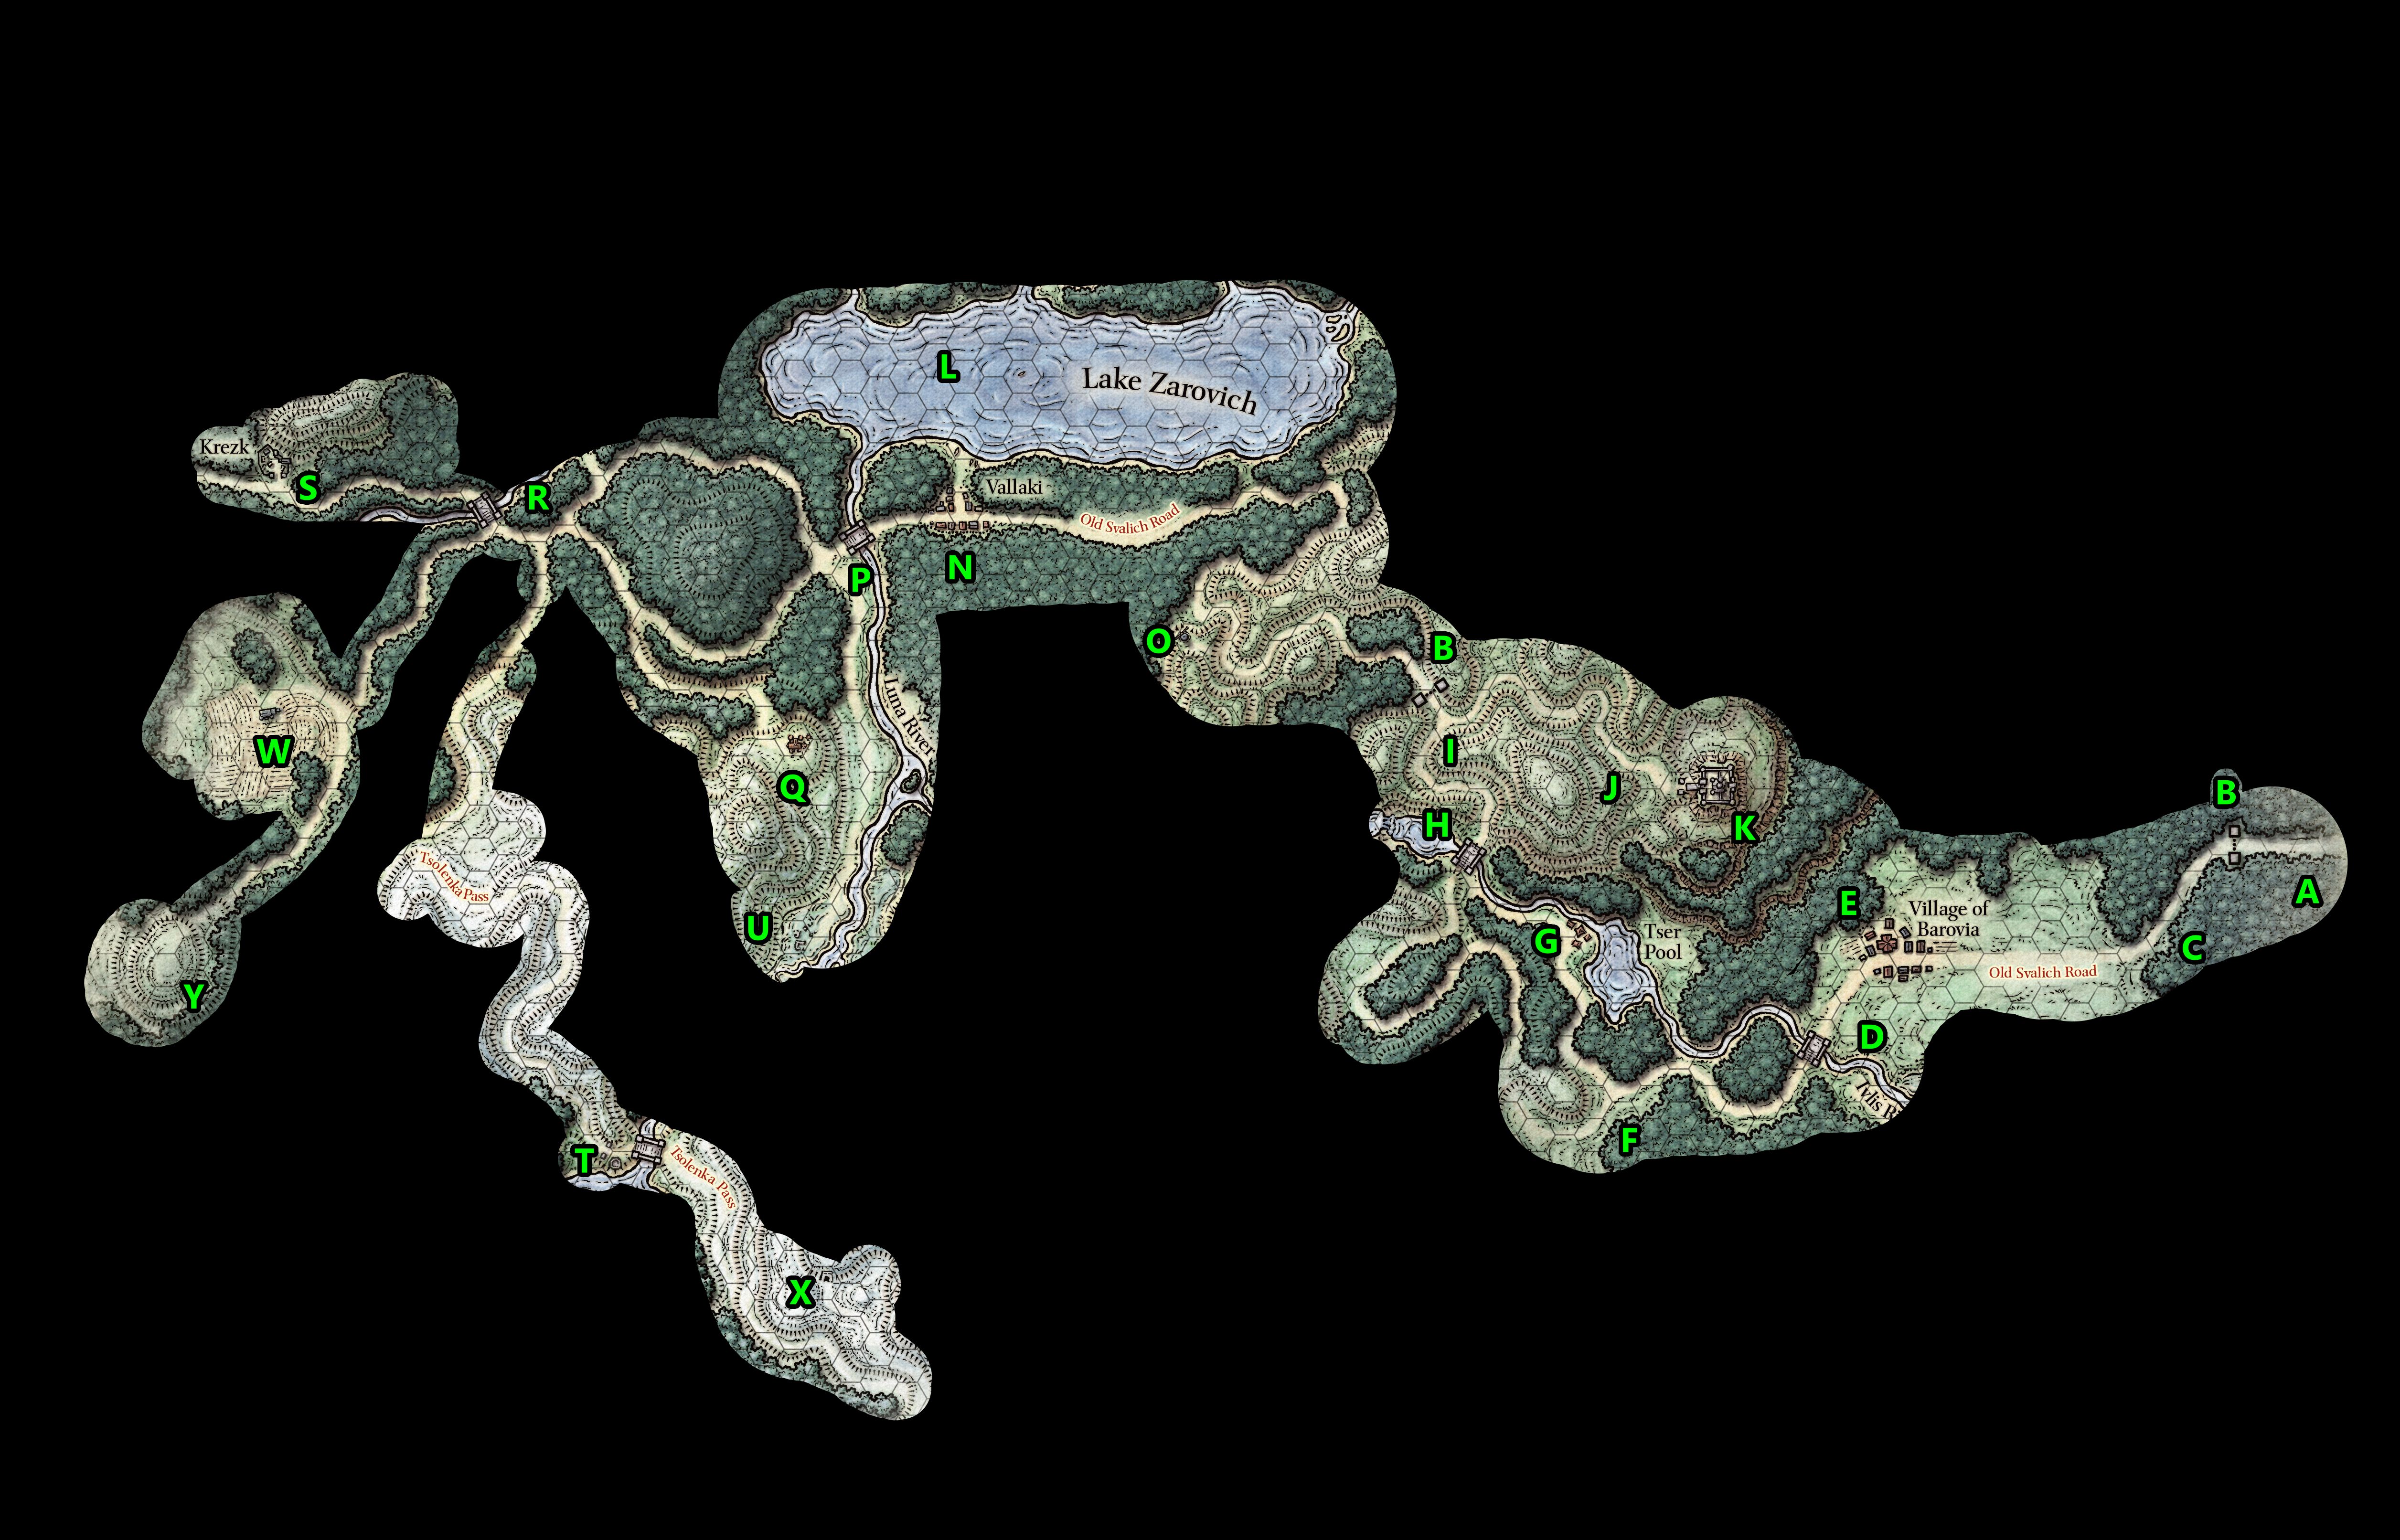 L
Lake Zarovich
Krezk
S
R
Vallaki
Old Svalich Road
N
P
O
B
Luna River
W
I
Q
J
B
H
K
Tsolenka Pass
A
E
Village of
Barovia
U
G
Tser
Pool
C
Old Svalich Road
Y
D
F
T
Tsolenka Pass
X